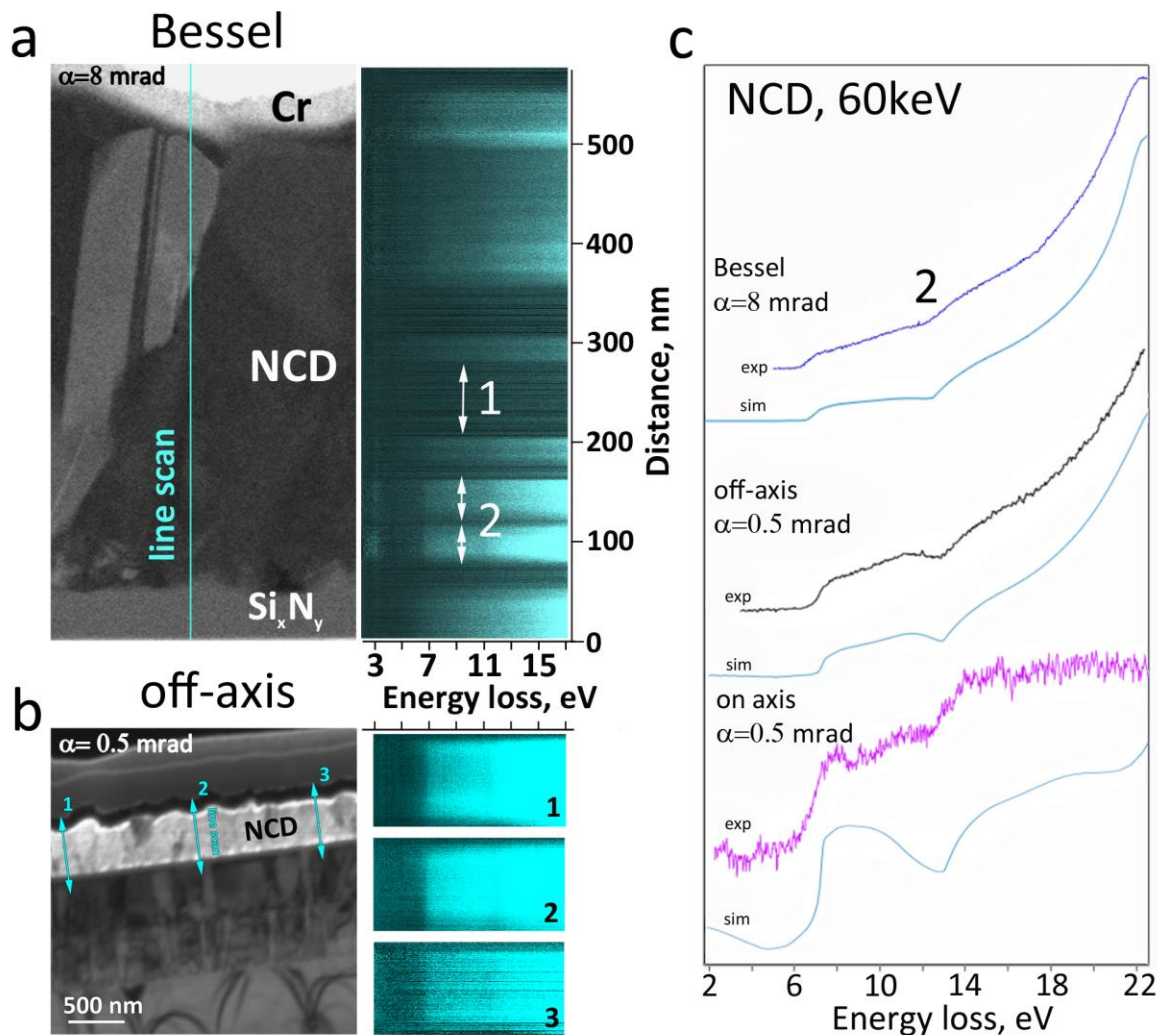 a
Bessel
α=8 mrad
Cr
NCD
line scan
SixNy
1
2
500
400
300
200
100
0
Distance, nm
3 7 11 15
Energy loss, eV
b
off-axis
α= 0.5 mrad
1
2
3
line scan
NCD
500 nm
1
2
3
c
NCD, 60keV
Bessel
α=8 mrad
2
exp
sim
off-axis
α=0.5 mrad
exp
sim
on axis
α=0.5 mrad
exp
sim
2 6 10 14 18 22
Energy loss, eV